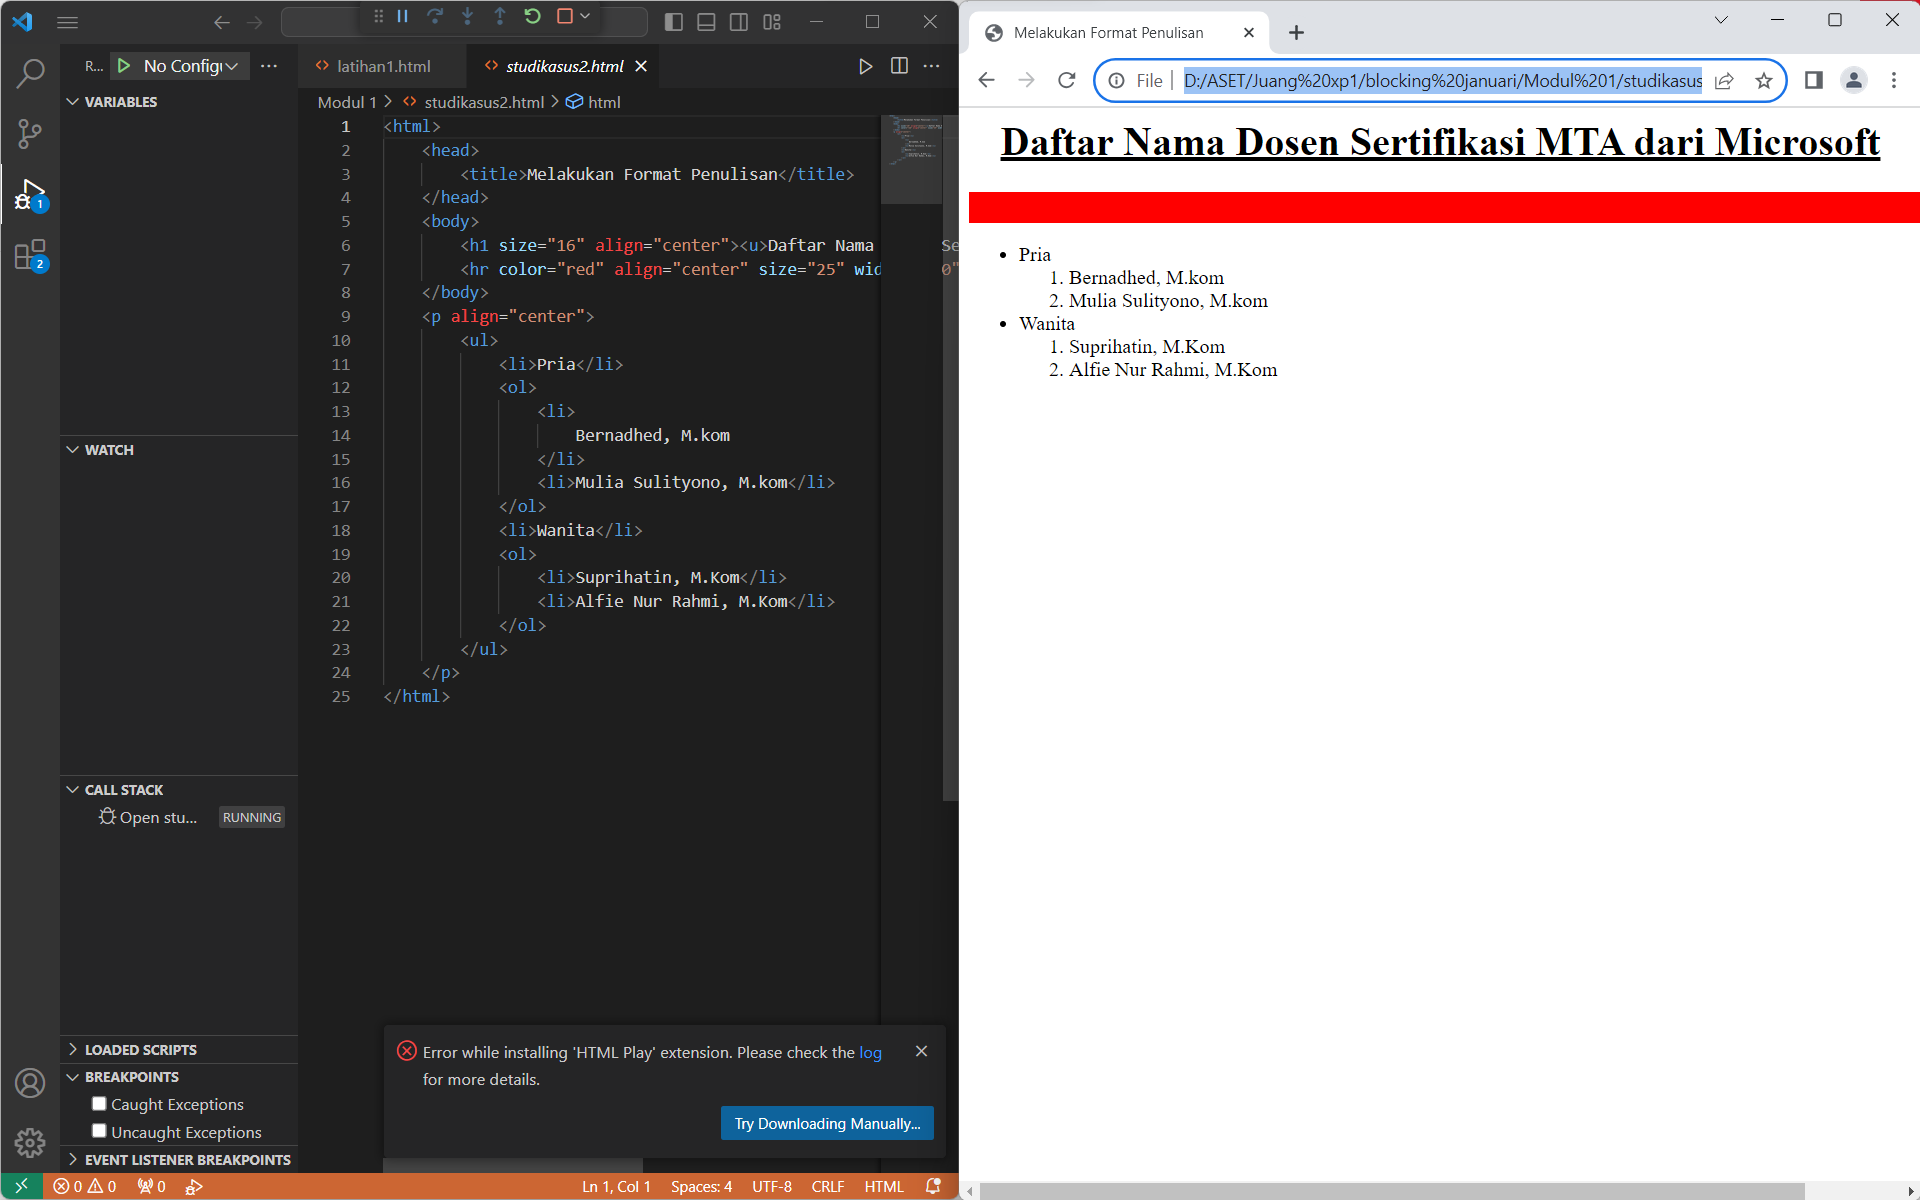 R...
No Config
VARIABLES
WATCH
CALL STACK
Open stu...
RUNNING
LOADED SCRIPTS
BREAKPOINTS
Caught Exceptions
Uncaught Exceptions
EVENT LISTENER BREAKPOINTS
1
2
latihan1.html
studikasus2.html
Modul 1 > studikasus2.html > html
1 <html>
2 <head>
3 <title>Melakukan Format Penulisan</title>
4 </head>
5 <body>
6 <h1 size="16" align="center"><u>Daftar Nama Se
7 <hr color="red" align="center" size="25" wid 0"
8 </body>
9 <p align="center">
10 <ul>
11 <li>Pria</li>
12 <ol>
13 <li>
14 Bernadhed, M.kom
15 </li>
16 <li>Mulia Sulityono, M.kom</li>
17 </ol>
18 <li>Wanita</li>
19 <ol>
20 <li>Suprihatin, M.Kom</li>
21 <li>Alfie Nur Rahmi, M.Kom</li>
22 </ol>
23 </ul>
24 </p>
25 </html>
Error while installing 'HTML Play' extension. Please check the log
for more details.
Try Downloading Manually...
0 0 0
Ln 1, Col 1 Spaces: 4 UTF-8 CRLF HTML
Melakukan Format Penulisan
File | D:/ASET/Juang%20xp1/blocking%20januari/Modul%201/studikasus
Daftar Nama Dosen Sertifikasi MTA dari Microsoft
• Pria
1. Bernadhed, M.kom
2. Mulia Sulityono, M.kom
• Wanita
1. Suprihatin, M.Kom
2. Alfie Nur Rahmi, M.Kom